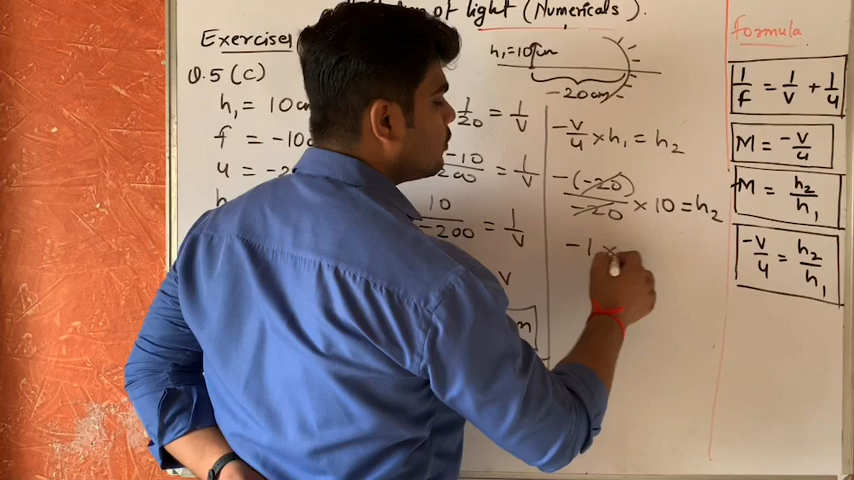 of light (Numericals).
Exercises
Q.5 (C)
h₁ = 10
f = -10
u = -2
1/20 = 1/v
-10/200 = 1/v
10/-200 = 1/v
v
m
h₁=10cm
-20cm
-v/u × h₁ = h₂
-(-20)/-20 × 10 = h₂
-1 ×
formula
1/f = 1/v + 1/u
M = -v/u
M = h₂/h₁
-v/u = h₂/h₁